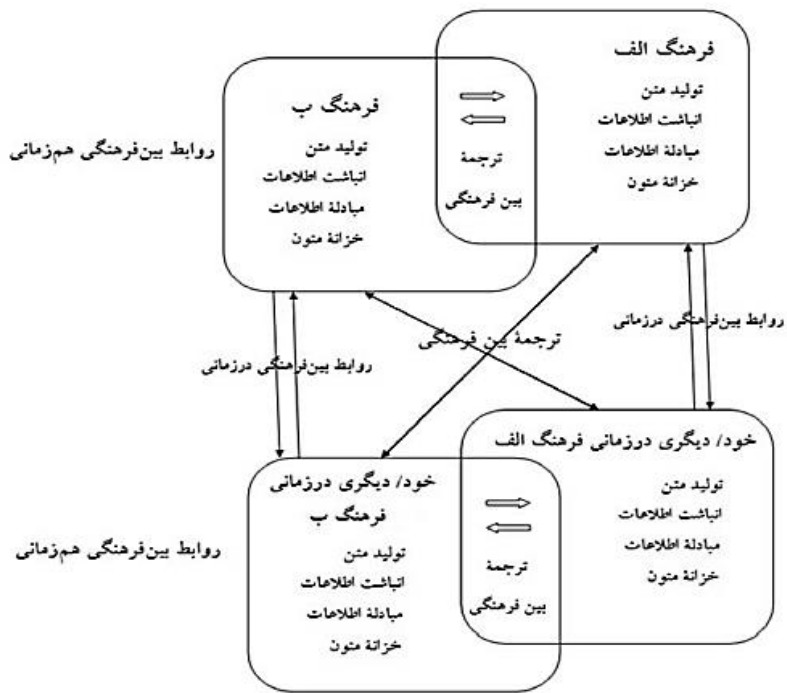 فرهنگ الف
تولید متن
انباشت اطلاعات
مبادلهٔ اطلاعات
خزانهٔ متون
ترجمهٔ
بین فرهنگی
فرهنگ ب
تولید متن
انباشت اطلاعات
مبادلهٔ اطلاعات
خزانهٔ متون
روابط بین‌فرهنگی هم‌زمانی
روابط بین‌فرهنگی درزمانی
ترجمهٔ بین فرهنگی
روابط بین‌فرهنگی درزمانی
خود/ دیگری درزمانی فرهنگ الف
تولید متن
انباشت اطلاعات
مبادلهٔ اطلاعات
خزانهٔ متون
ترجمهٔ
بین فرهنگی
خود/ دیگری درزمانی
فرهنگ ب
تولید متن
انباشت اطلاعات
مبادلهٔ اطلاعات
خزانهٔ متون
روابط بین‌فرهنگی هم‌زمانی